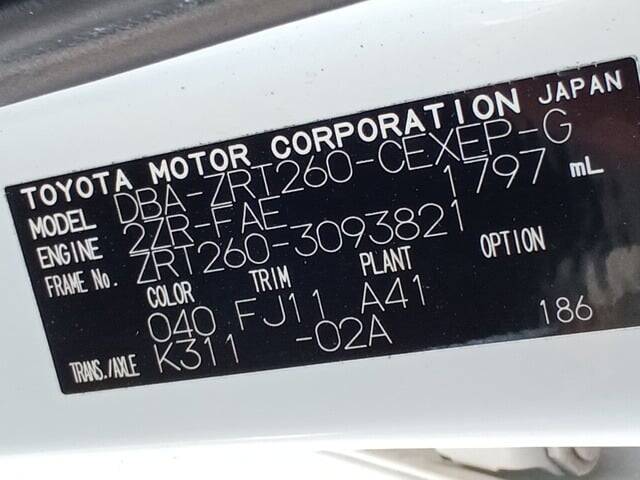 TOYOTA MOTOR CORPORATION JAPAN
MODEL DBA-ZRT260-CEXEP-G
ENGINE 2ZR-FAE 1797 mL
FRAME No. ZRT260-3093821
COLOR TRIM PLANT OPTION
040 FJ11 A41
TRANS./AXLE K311 -02A 186